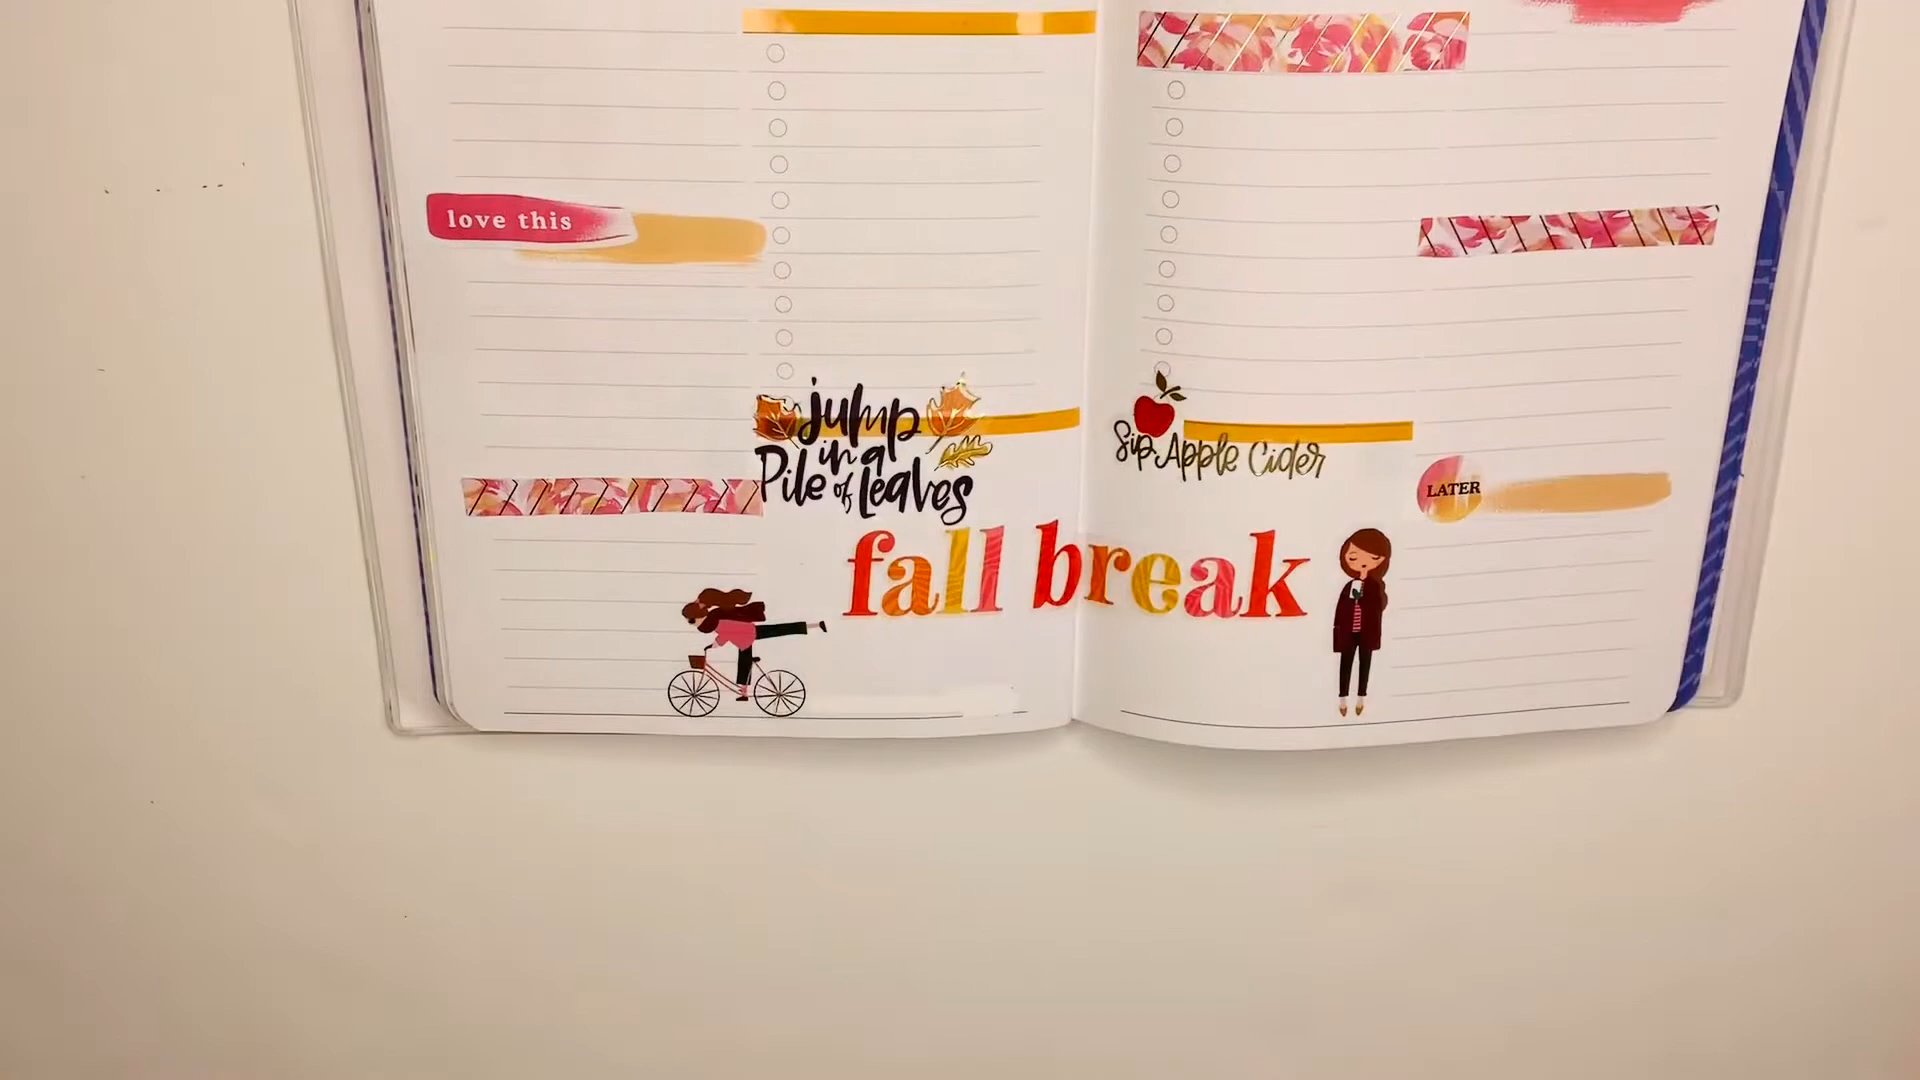 love this
jump
in a
Pile of Leaves
Sip Apple Cider
LATER
fall break